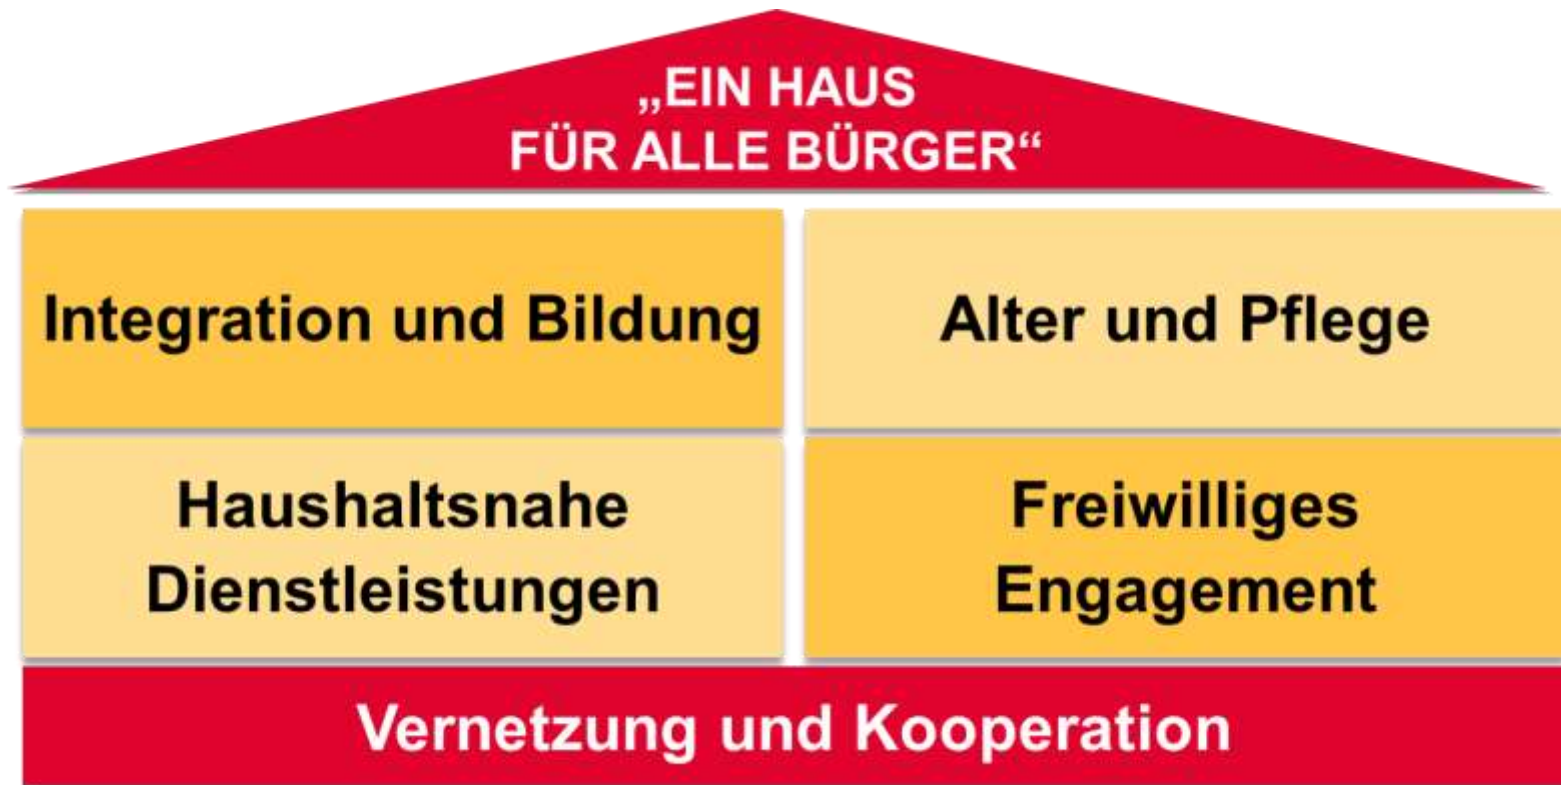 „EIN HAUS
FÜR ALLE BÜRGER“
Integration und Bildung
Alter und Pflege
Haushaltsnahe
Dienstleistungen
Freiwilliges
Engagement
Vernetzung und Kooperation